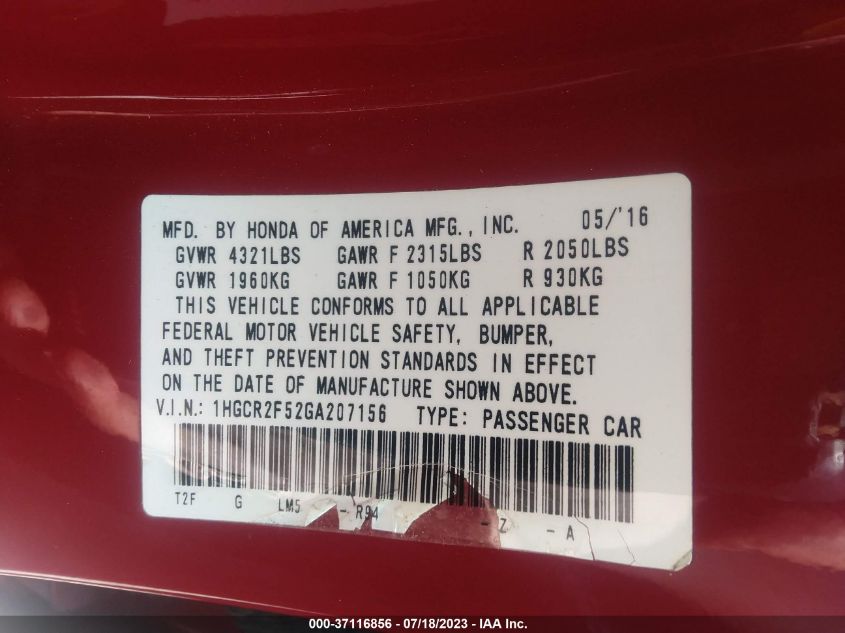 MFD. BY HONDA OF AMERICA MFG., INC. 05/'16
GVWR 4321LBS GAWR F 2315LBS R 2050LBS
GVWR 1960KG GAWR F 1050KG R 930KG
THIS VEHICLE CONFORMS TO ALL APPLICABLE
FEDERAL MOTOR VEHICLE SAFETY, BUMPER,
AND THEFT PREVENTION STANDARDS IN EFFECT
ON THE DATE OF MANUFACTURE SHOWN ABOVE.
V.I.N.: 1HGCR2F52GA207156 TYPE: PASSENGER CAR
T2F G LM5 - R94 - Z - A
000-37116856 - 07/18/2023 - IAA Inc.